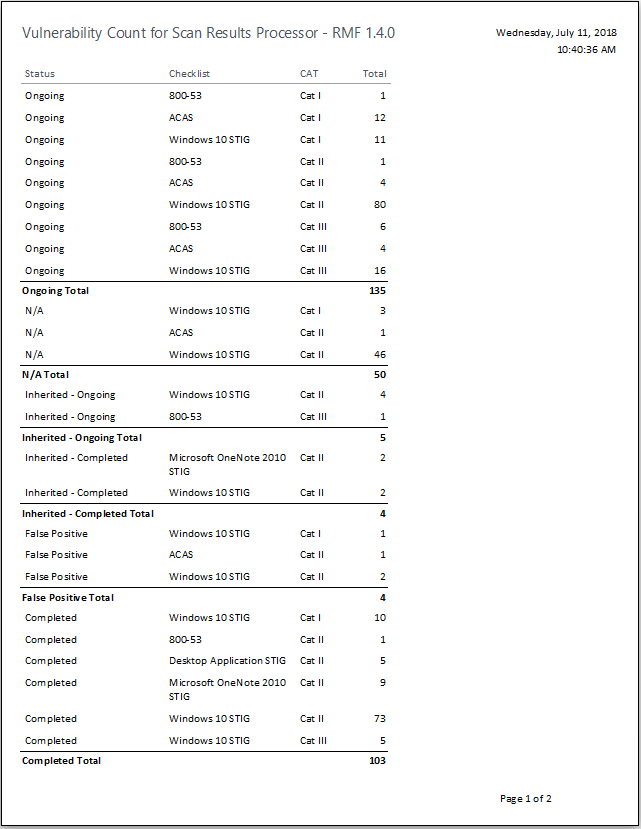 Vulnerability Count for Scan Results Processor - RMF 1.4.0
Wednesday, July 11, 2018
10:40:36 AM
Status Checklist CAT Total
Ongoing 800-53 Cat I 1
Ongoing ACAS Cat I 12
Ongoing Windows 10 STIG Cat I 11
Ongoing 800-53 Cat II 1
Ongoing ACAS Cat II 4
Ongoing Windows 10 STIG Cat II 80
Ongoing 800-53 Cat III 6
Ongoing ACAS Cat III 4
Ongoing Windows 10 STIG Cat III 16
Ongoing Total 135
N/A Windows 10 STIG Cat I 3
N/A ACAS Cat II 1
N/A Windows 10 STIG Cat II 46
N/A Total 50
Inherited - Ongoing Windows 10 STIG Cat II 4
Inherited - Ongoing 800-53 Cat III 1
Inherited - Ongoing Total 5
Inherited - Completed Microsoft OneNote 2010 Cat II 2
STIG
Inherited - Completed Windows 10 STIG Cat II 2
Inherited - Completed Total 4
False Positive Windows 10 STIG Cat I 1
False Positive ACAS Cat II 1
False Positive Windows 10 STIG Cat II 2
False Positive Total 4
Completed Windows 10 STIG Cat I 10
Completed 800-53 Cat II 1
Completed Desktop Application STIG Cat II 5
Completed Microsoft OneNote 2010 Cat II 9
STIG
Completed Windows 10 STIG Cat II 73
Completed Windows 10 STIG Cat III 5
Completed Total 103
Page 1 of 2